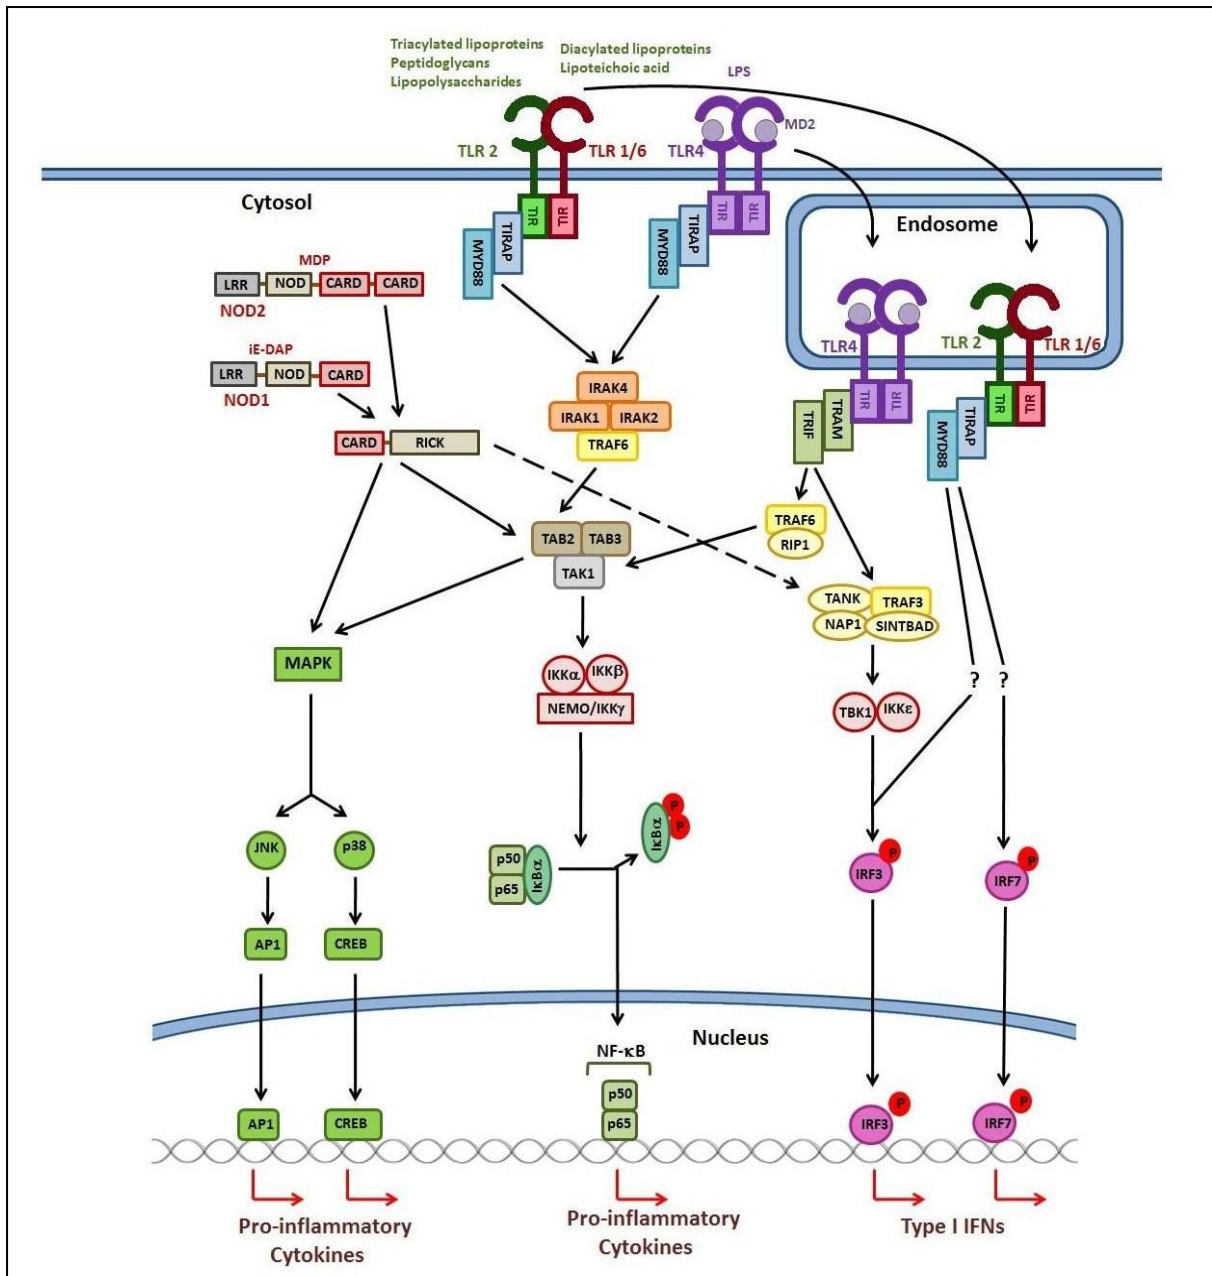 Triacylated lipoproteins
Peptidoglycans
Lipopolysaccharides
Diacylated lipoproteins
Lipoteichoic acid
LPS
MD2
TLR 2
TLR 1/6
TLR4
Cytosol
TIR
TIR
TIRAP
MYD88
TIR
TIR
TIRAP
MYD88
Endosome
MDP
LRR
NOD
CARD
CARD
NOD2
iE-DAP
LRR
NOD
CARD
NOD1
CARD
RICK
IRAK4
IRAK1
IRAK2
TRAF6
TLR4
TLR 2
TLR 1/6
TIR
TIR
TRAM
TRIF
TIR
TIR
TIRAP
MYD88
TRAF6
RIP1
TAB2
TAB3
TAK1
TANK
TRAF3
NAP1
SINTBAD
MAPK
IKKα
IKKβ
NEMO/IKKγ
TBK1
IKKε
?
?
JNK
p38
p50
p65
IκBα
IκBα
P
P
IRF3
P
IRF7
P
AP1
CREB
Nucleus
NF-κB
p50
p65
AP1
CREB
IRF3
P
IRF7
P
Pro-inflammatory
Cytokines
Pro-inflammatory
Cytokines
Type I IFNs